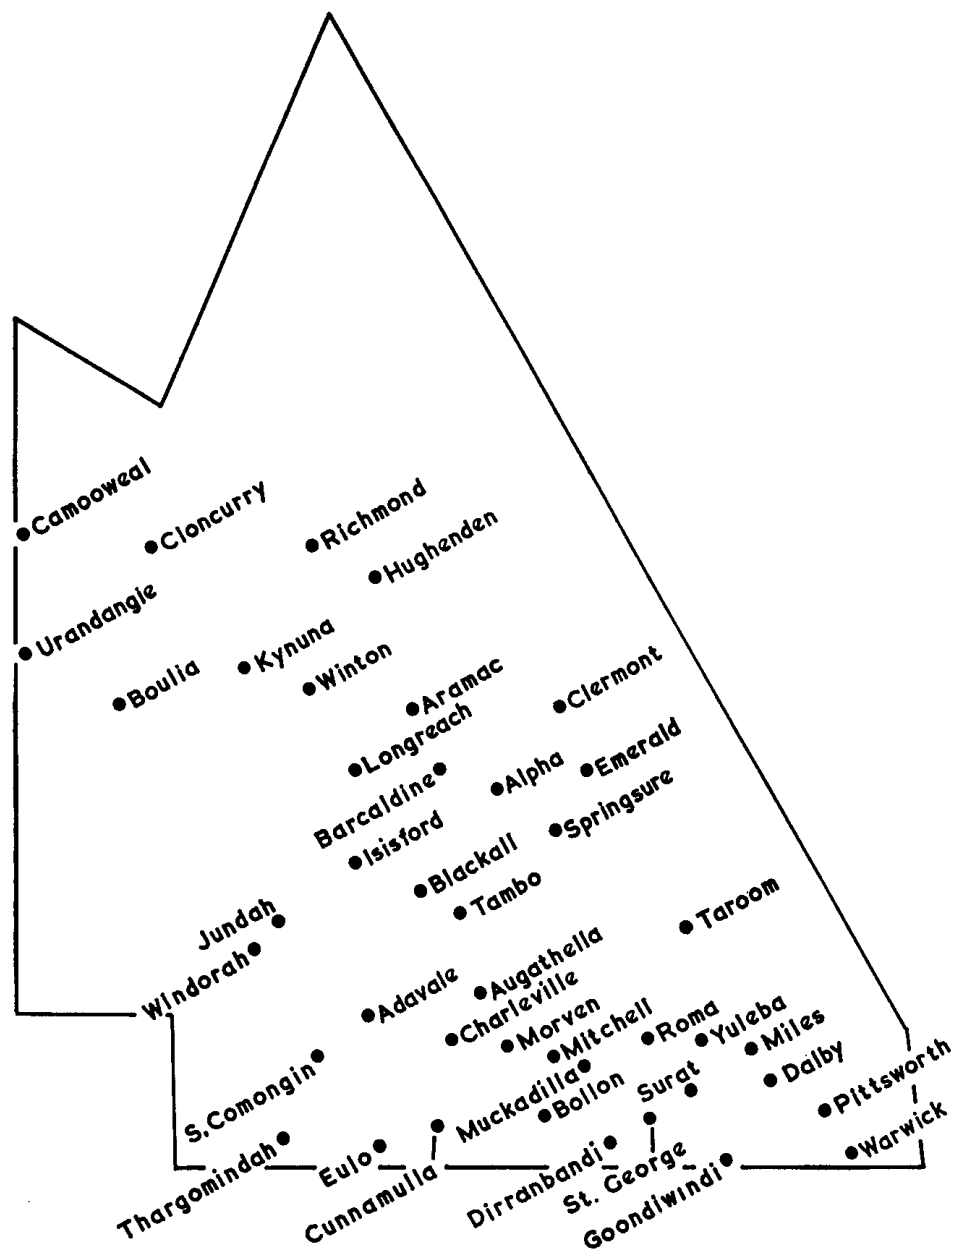 Camooweal
Cloncurry
Richmond
Hughenden
Urandangie
Boulia
Kynuna
Winton
Aramac
Clermont
Longreach
Barcaldine
Alpha
Emerald
Isisford
Springsure
Blackall
Tambo
Jundah
Windorah
Taroom
Adavale
Augathella
Charleville
Morven
Mitchell
Roma
Yuleba
Miles
S.Comongin
Muckadilla
Bollon
Surat
Dalby
Pittsworth
Thargomindah
Eulo
Cunnamulla
Dirranbandi
St. George
Goondiwindi
Warwick